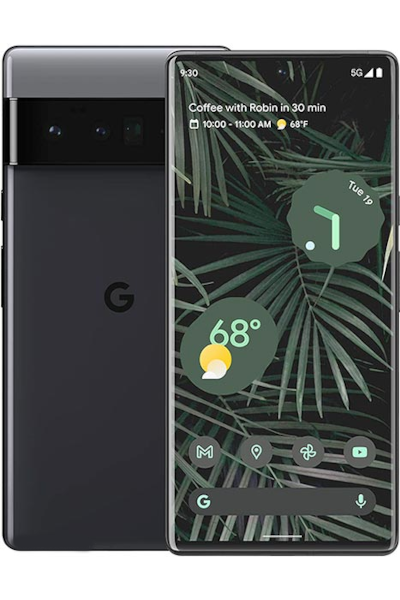 9:30
5G
Coffee with Robin in 30 min
10:00 - 11:00 AM 68°F
Tue 19
68°
G
G